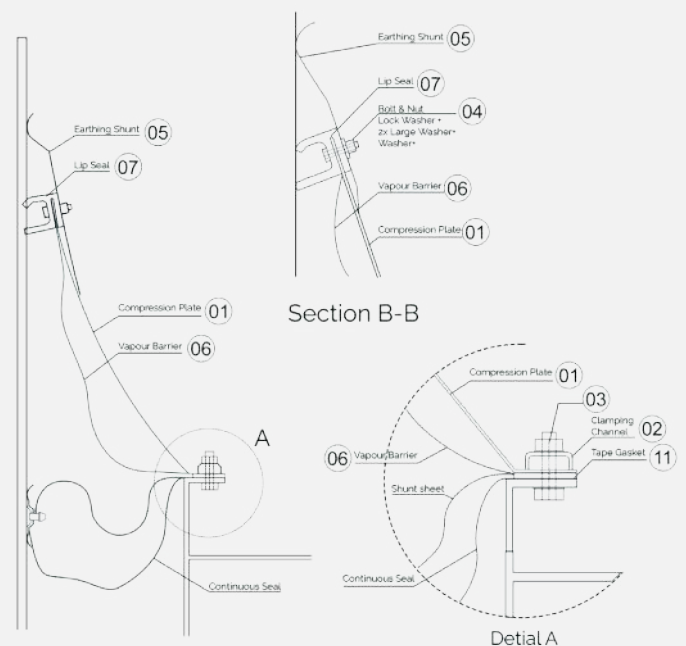 Earthing Shunt 05
Lip Seal 07
Compression Plate 01
Vapour Barrier 06
A
Continuous Seal
Earthing Shunt 05
Lip Seal 07
Bolt & Nut 04
Lock Washer +
2x Large Washer+
Washer+
Vapour Barrier 06
Compression Plate 01
Section B-B
Compression Plate 01
03
Clamping 02
Channel
Tape Gasket 11
06 Vapour Barrier
Shunt sheet
Continuous Seal
Detial A